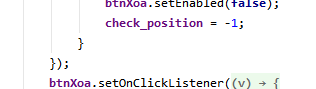 btnXoa.setEnabled(false);
check_position = -1;
}
});
btnXoa.setOnClickListener((v) → {